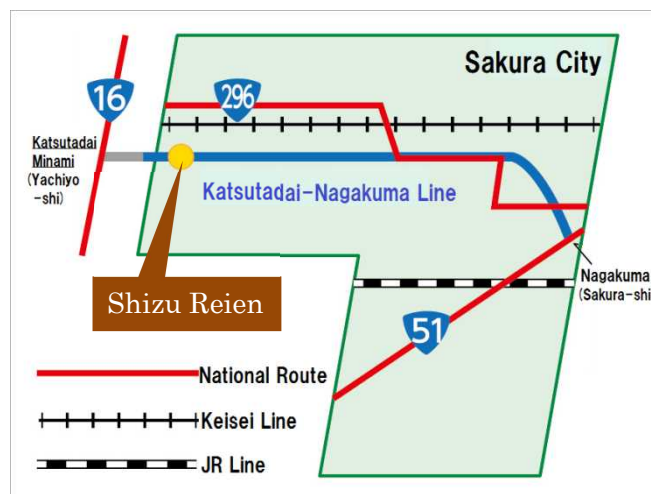 Sakura City
16
296
Katsutadai
Minami
(Yachiyo
-shi)
Katsutadai-Nagakuma Line
Shizu Reien
Nagakuma
(Sakura-shi
51
National Route
Keisei Line
JR Line